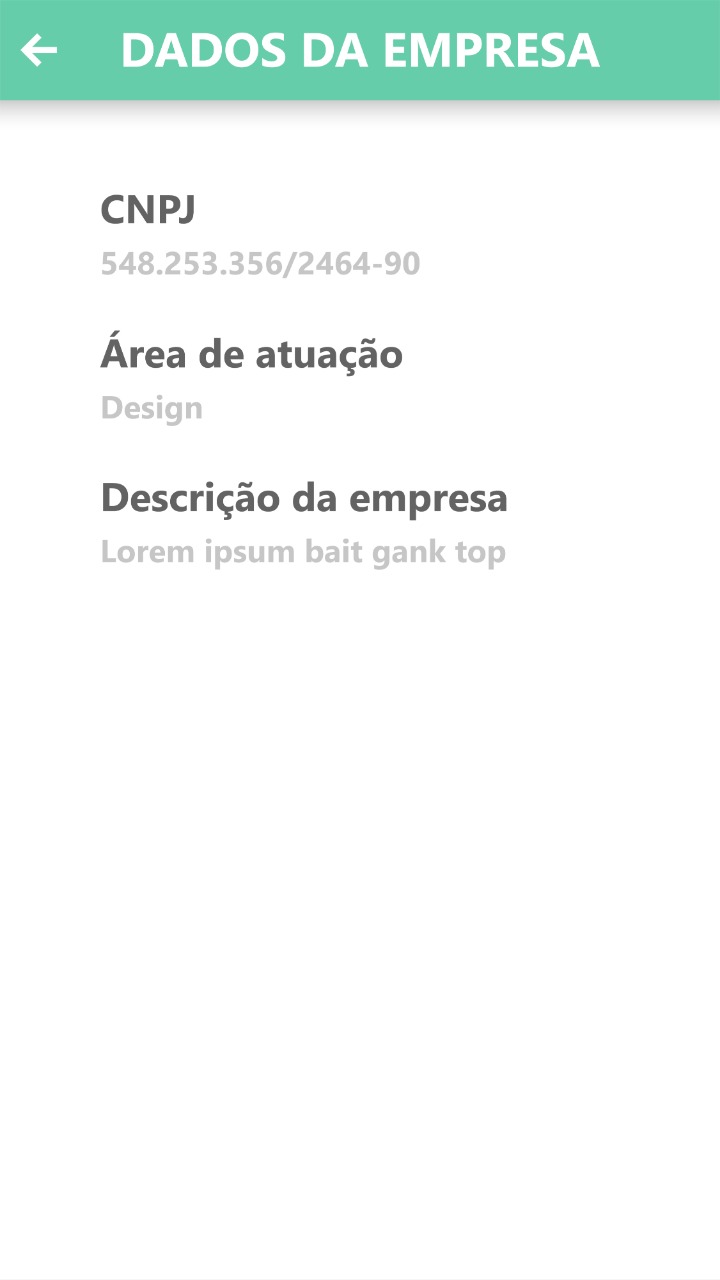 DADOS DA EMPRESA
CNPJ
548.253.356/2464-90
Área de atuação
Design
Descrição da empresa
Lorem ipsum bait gank top